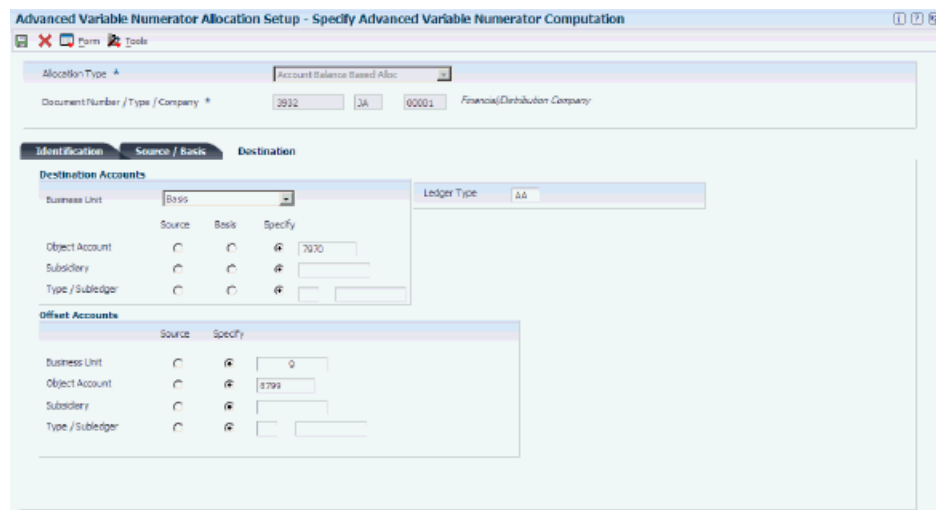 Advanced Variable Numerator Allocation Setup - Specify Advanced Variable Numerator Computation
Form Tools
Allocation Type * Account Balance Based Alloc
Document Number / Type / Company * 3932 JA 00001 Financial/Distribution Company
Identification Source / Basis Destination
Destination Accounts
Business Unit Basis Ledger Type AA
Source Basis Specify
Object Account 7970
Subsidiary
Type / Subledger
Offset Accounts
Source Specify
Business Unit 9
Object Account 8799
Subsidiary
Type / Subledger